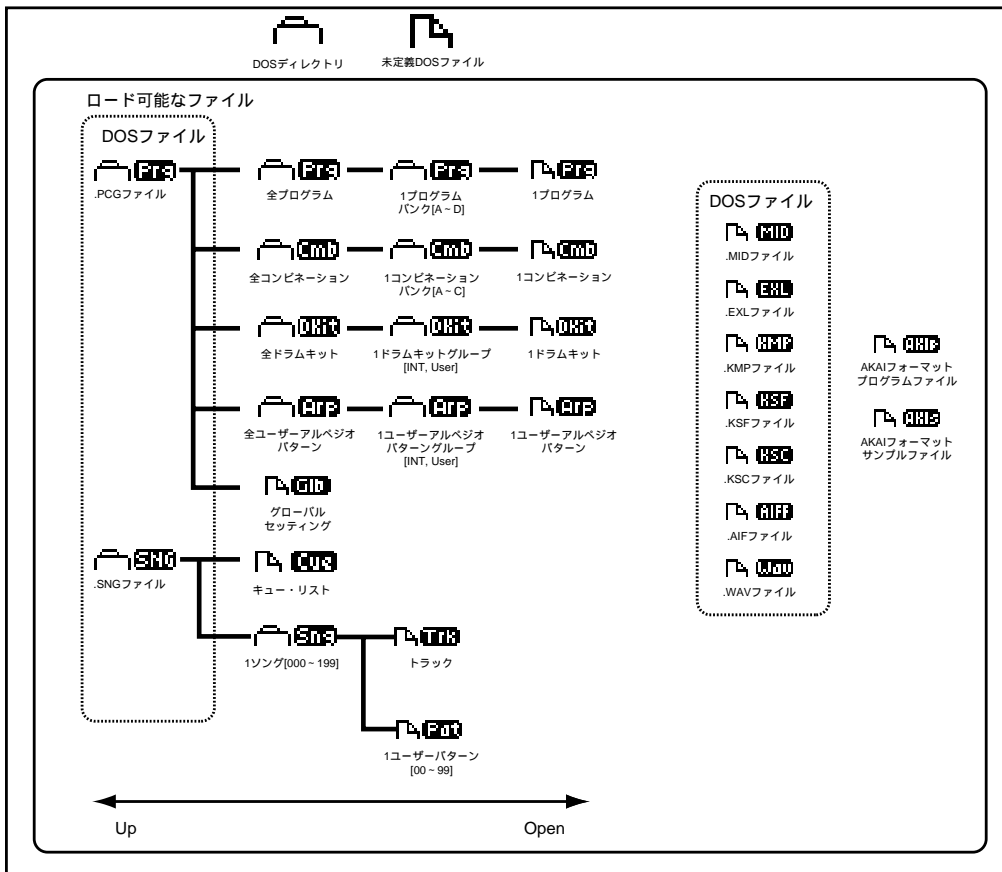 DOSディレクトリ
未定義DOSファイル
ロード可能なファイル
DOSファイル
Prg
.PCGファイル
Prg
全プログラム
Prg
1プログラム
バンク[A~D]
Prg
1プログラム
Cmb
全コンビネーション
Cmb
1コンビネーション
バンク[A~C]
Cmb
1コンビネーション
DKit
全ドラムキット
DKit
1ドラムキットグループ
[INT, User]
DKit
1ドラムキット
Arp
全ユーザーアルペジオ
パターン
Arp
1ユーザーアルペジオ
パターングループ
[INT, User]
Arp
1ユーザーアルペジオ
パターン
Glb
グローバル
セッティング
SNG
.SNGファイル
Cue
キュー・リスト
Sng
1ソング[000~199]
Trk
トラック
Pat
1ユーザーパターン
[00~99]
Up
Open
DOSファイル
MID
.MIDファイル
EXL
.EXLファイル
KMP
.KMPファイル
KSF
.KSFファイル
KSC
.KSCファイル
AIFF
.AIFファイル
Wav
.WAVファイル
AKIp
AKAIフォーマット
プログラムファイル
AKIs
AKAIフォーマット
サンプルファイル